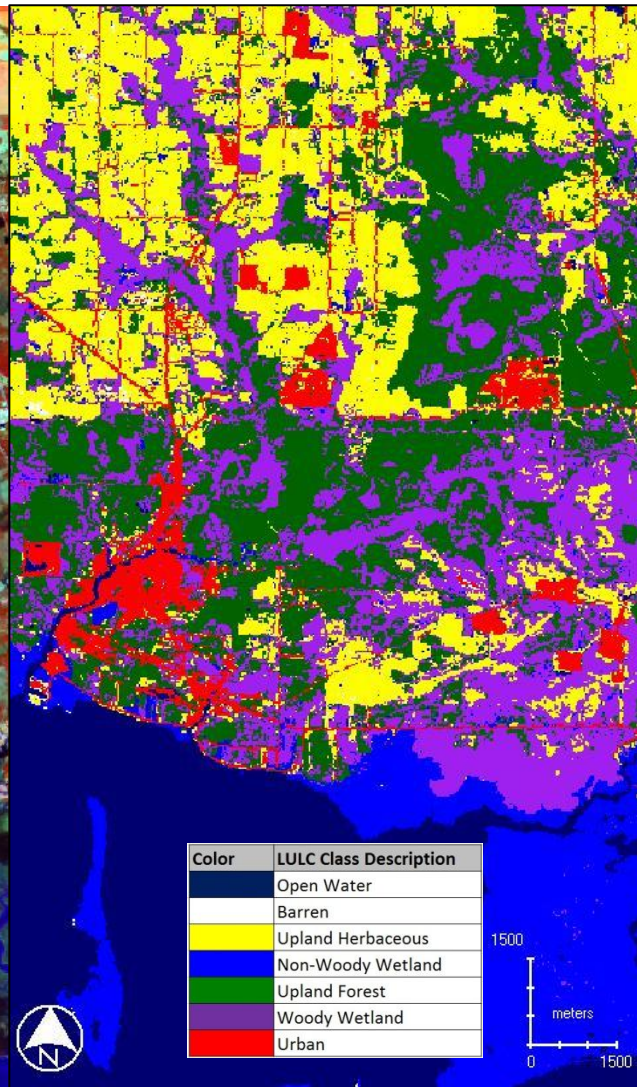 Color LULC Class Description
Open Water
Barren
Upland Herbaceous
Non-Woody Wetland
Upland Forest
Woody Wetland
Urban
1500
meters
0 1500
N